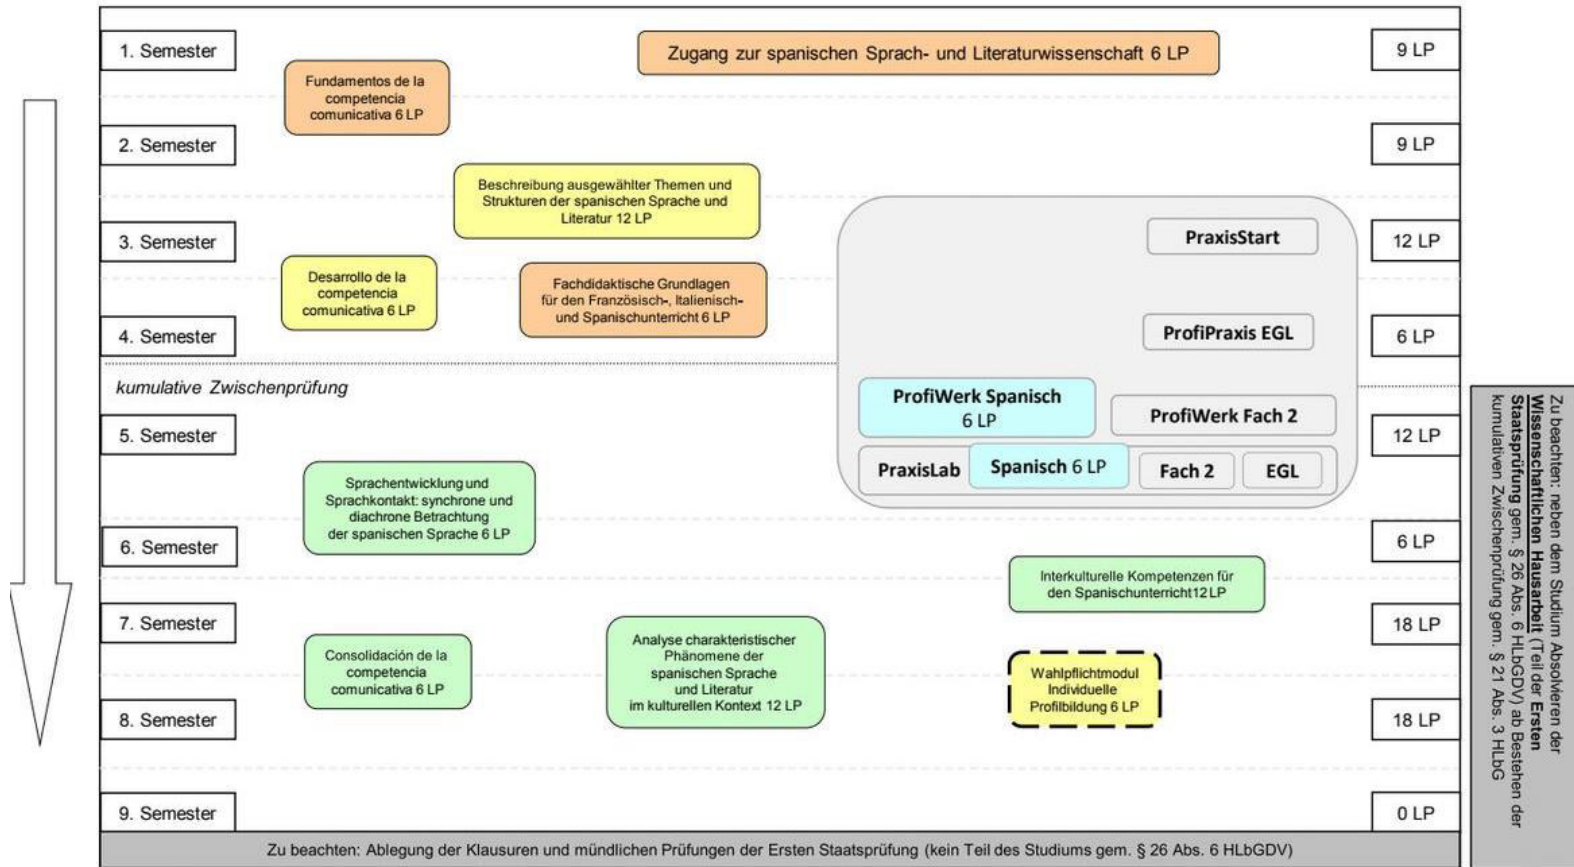 1. Semester
Zugang zur spanischen Sprach- und Literaturwissenschaft 6 LP
9 LP
Fundamentos de la
competencia
comunicativa 6 LP
2. Semester
9 LP
Beschreibung ausgewählter Themen und
Strukturen der spanischen Sprache und
Literatur 12 LP
3. Semester
PraxisStart
12 LP
Desarrollo de la
competencia
comunicativa 6 LP
Fachdidaktische Grundlagen
für den Französisch-, Italienisch-
und Spanischunterricht 6 LP
4. Semester
ProfiPraxis EGL
6 LP
kumulative Zwischenprüfung
ProfiWerk Spanisch
6 LP
ProfiWerk Fach 2
5. Semester
12 LP
PraxisLab
Spanisch 6 LP
Fach 2
EGL
Sprachentwicklung und
Sprachkontakt: synchrone und
diachrone Betrachtung
der spanischen Sprache 6 LP
6. Semester
6 LP
Interkulturelle Kompetenzen für
den Spanischunterricht12 LP
7. Semester
18 LP
Consolidación de la
competencia
comunicativa 6 LP
Analyse charakteristischer
Phänomene der
spanischen Sprache
und Literatur
im kulturellen Kontext 12 LP
Wahlpflichtmodul
Individuelle
Profilbildung 6 LP
8. Semester
18 LP
9. Semester
0 LP
Zu beachten: Ablegung der Klausuren und mündlichen Prüfungen der Ersten Staatsprüfung (kein Teil des Studiums gem. § 26 Abs. 6 HLbGDV)
Zu beachten: neben dem Studium Absolvieren der
Wissenschaftlichen Hausarbeit (Teil der Ersten
Staatsprüfung gem. § 26 Abs. 6 HLbGDV) ab Bestehen der
kumulativen Zwischenprüfung gem. § 21 Abs. 3 HLbG